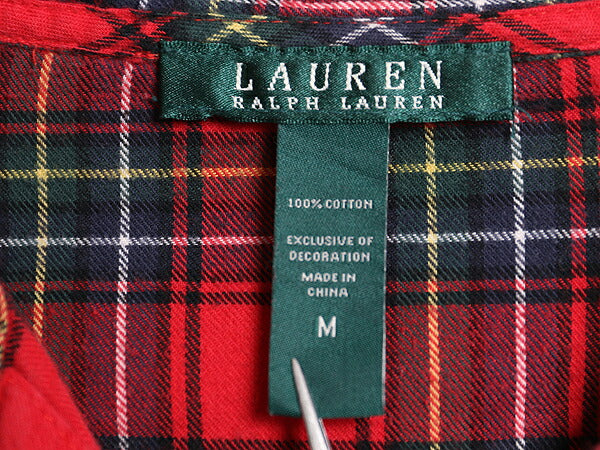 LAUREN
RALPH LAUREN
100% COTTON
EXCLUSIVE OF
DECORATION
MADE IN
CHINA
M